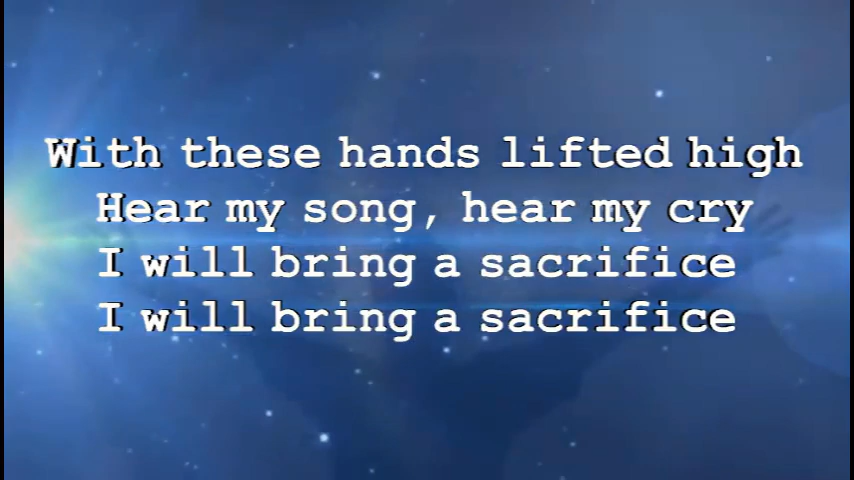 With these hands lifted high
Hear my song, hear my cry
I will bring a sacrifice
I will bring a sacrifice